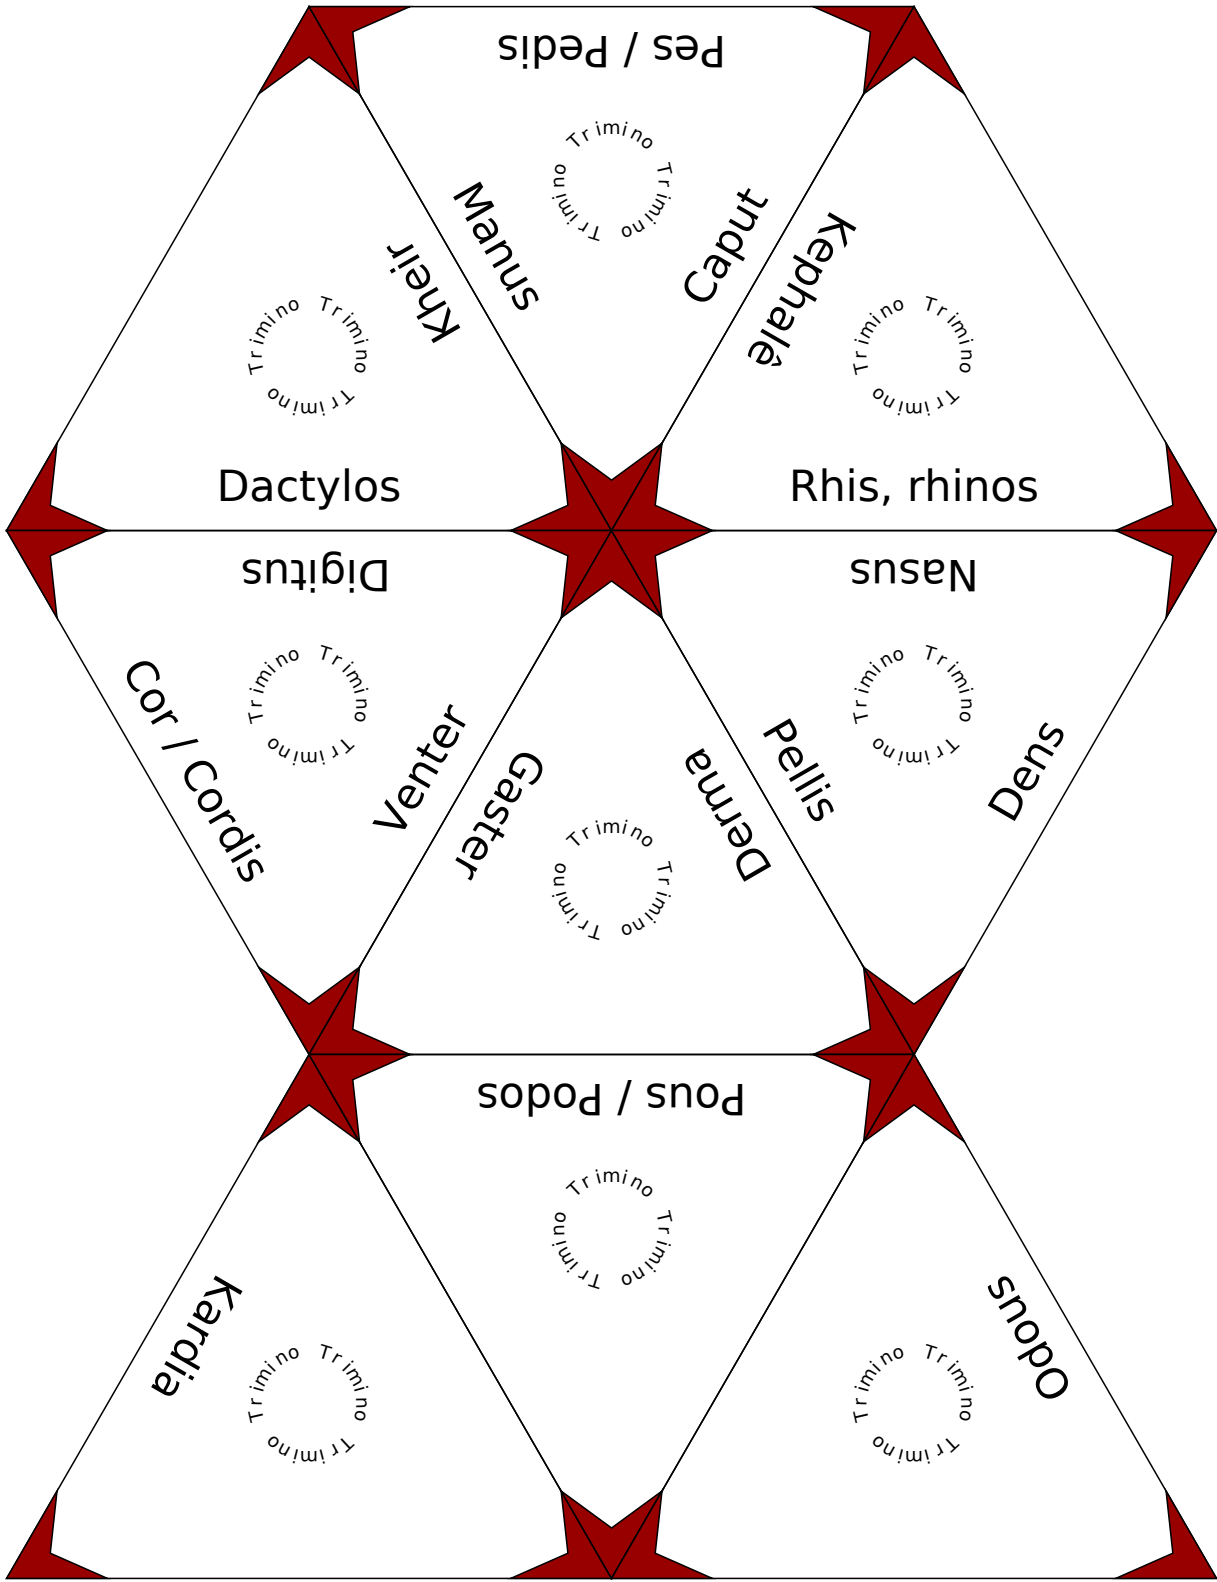 Pes / Pedis
Trimino Trimino Trimino
Manus
Caput
Kheir
Kephalê
Trimino Trimino Trimino
Trimino Trimino Trimino
Dactylos
Rhis, rhinos
Digitus
Nasus
Trimino Trimino Trimino
Trimino Trimino Trimino
Cor / Cordis
Venter
Gaster
Derma
Pellis
Dens
Trimino Trimino Trimino
Pous / Podos
Trimino Trimino Trimino
Kardia
Odous
Trimino Trimino Trimino
Trimino Trimino Trimino